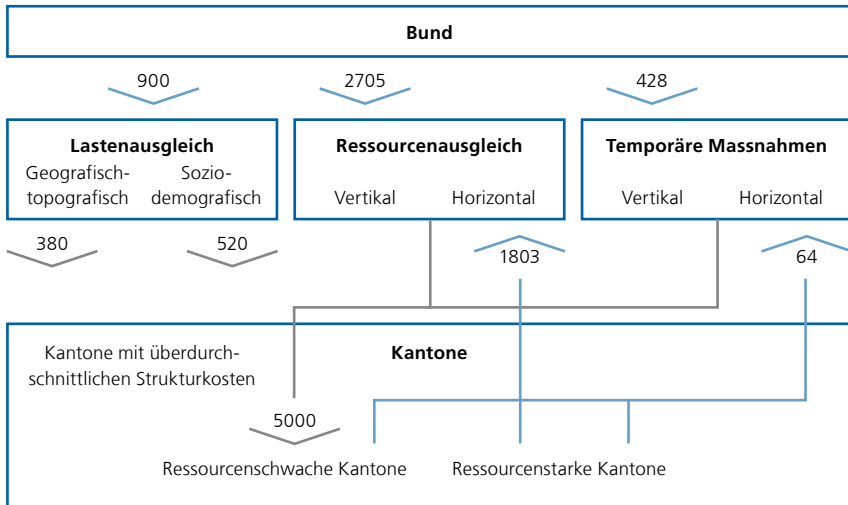 Bund
900
2705
428
Lastenausgleich
Geografisch-
topografisch
Sozio-
demografisch
Ressourcenausgleich
Vertikal
Horizontal
Temporäre Massnahmen
Vertikal
Horizontal
380
520
1803
64
Kantone mit überdurch-
schnittlichen Strukturkosten
Kantone
5000
Ressourcenschwache Kantone
Ressourcenstarke Kantone